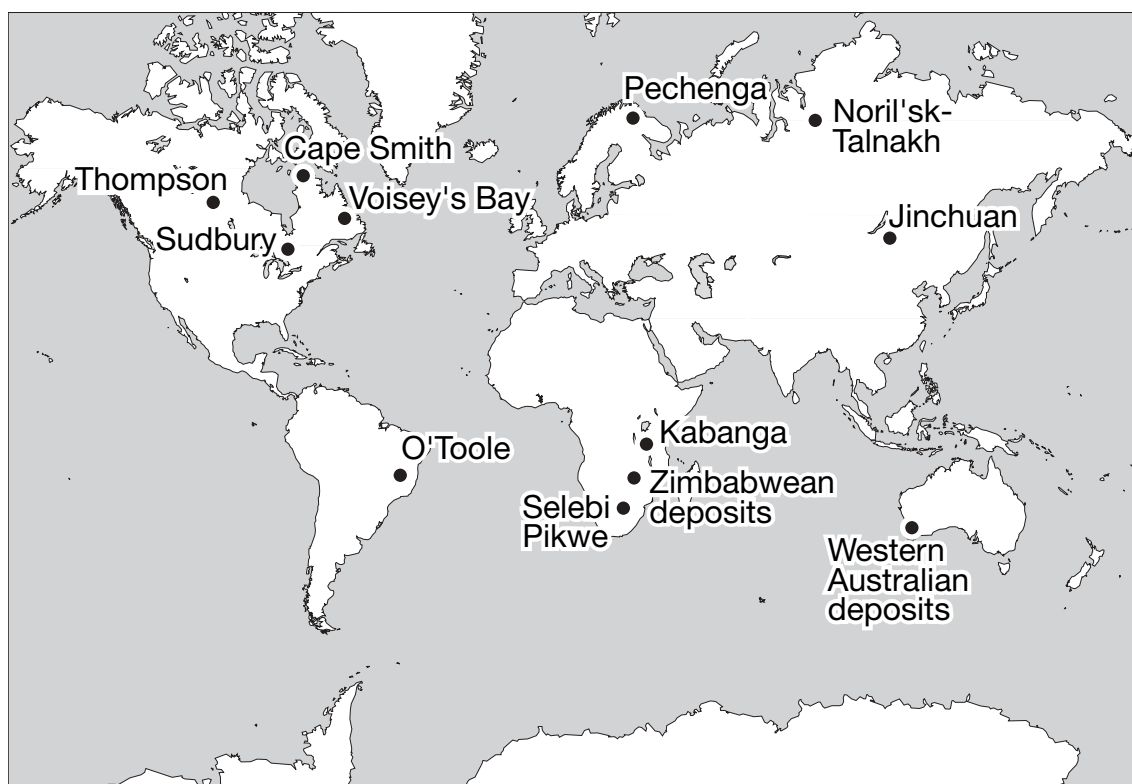 Pechenga
Noril'sk-
Talnakh
Cape Smith
Thompson
Voisey's Bay
Sudbury
Jinchuan
O'Toole
Kabanga
Zimbabwean
deposits
Selebi
Pikwe
Western
Australian
deposits